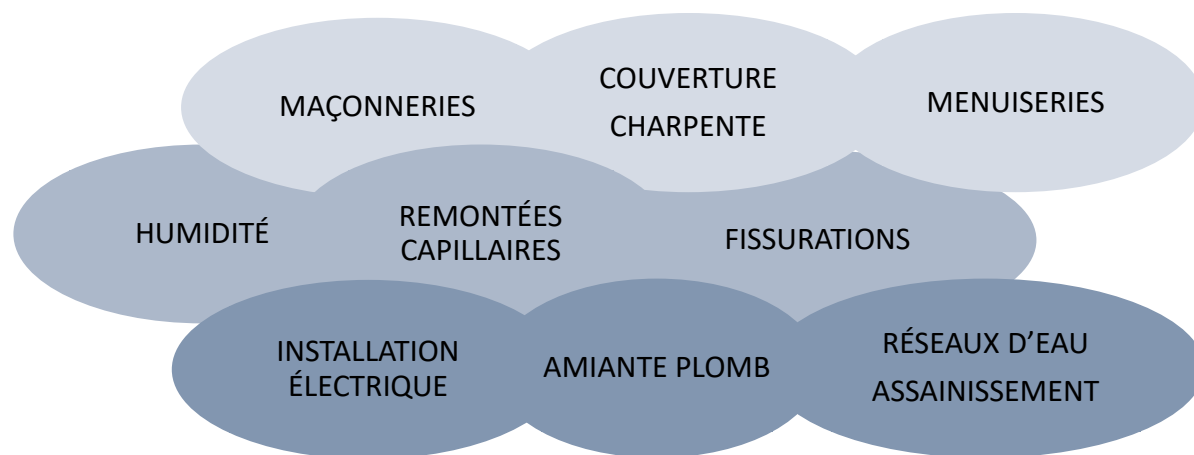 MAÇONNERIES
COUVERTURE
CHARPENTE
MENUISERIES
HUMIDITÉ
REMONTÉES
CAPILLAIRES
FISSURATIONS
INSTALLATION
ÉLECTRIQUE
AMIANTE PLOMB
RÉSEAUX D’EAU
ASSAINISSEMENT